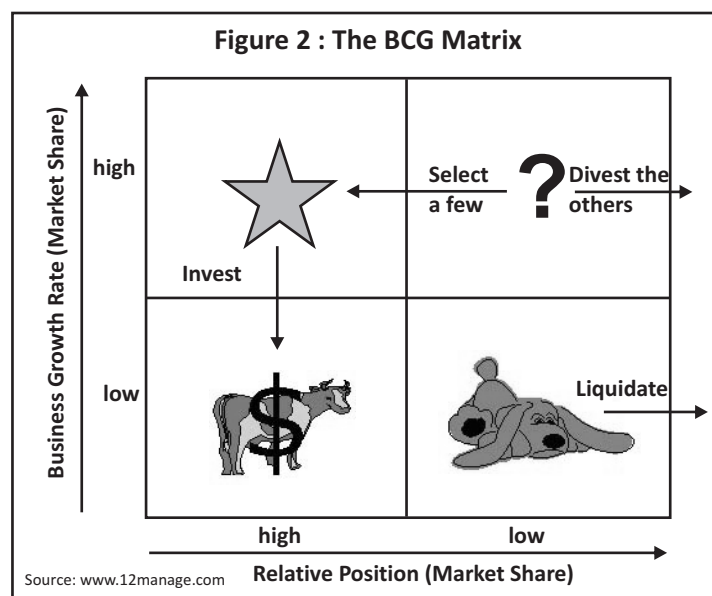 Figure 2 : The BCG Matrix
Business Growth Rate (Market Share)
high
low
Select
a few
?
Divest the
others
Invest
$
Liquidate
high
low
Relative Position (Market Share)
Source: www.12manage.com